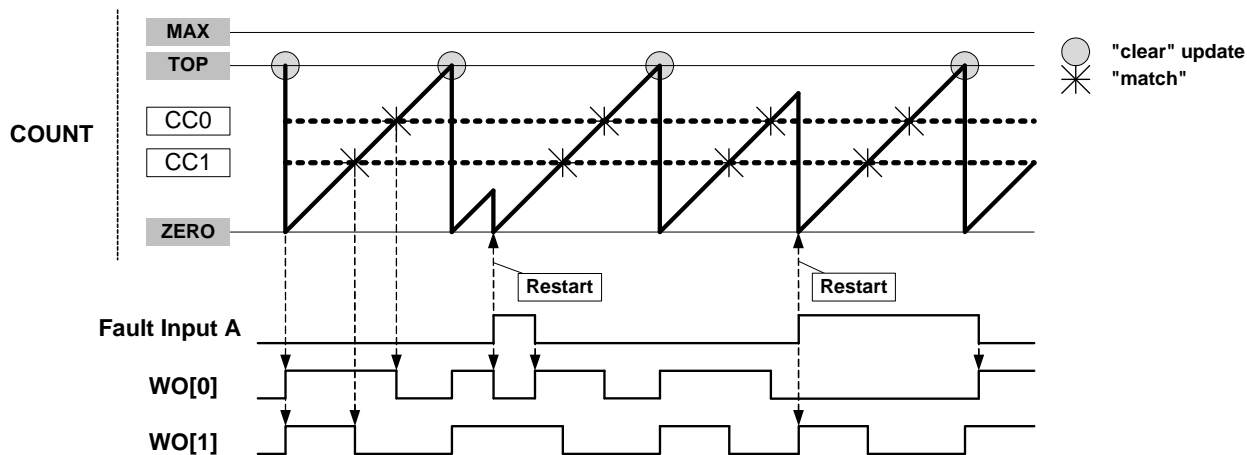 MAX
TOP
"clear" update
"match"
CC0
COUNT
CC1
ZERO
Restart
Restart
Fault Input A
WO[0]
WO[1]